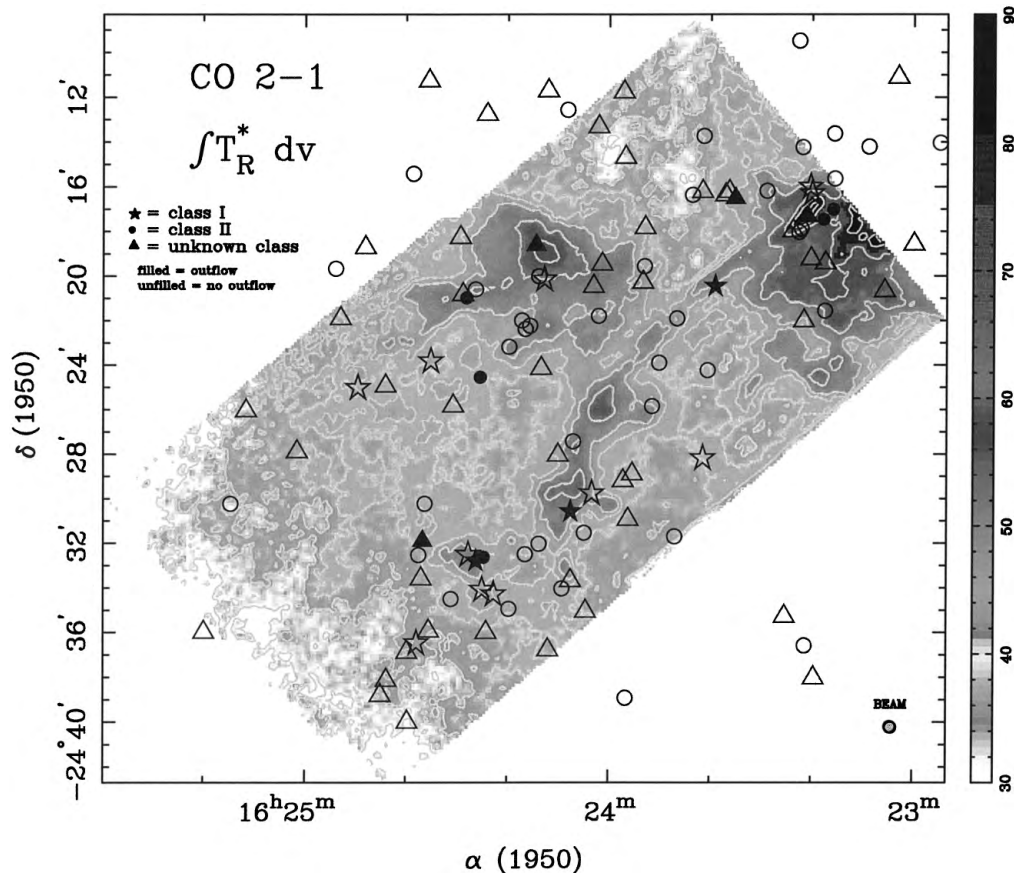 CO 2−1
∫T_R^* dv
★ = class I
● = class II
▲ = unknown class
filled = outflow
unfilled = no outflow
BEAM
12′
16′
20′
24′
28′
32′
36′
−24°40′
δ (1950)
16ʰ25ᵐ
24ᵐ
23ᵐ
α (1950)
90
80
70
60
50
40
30